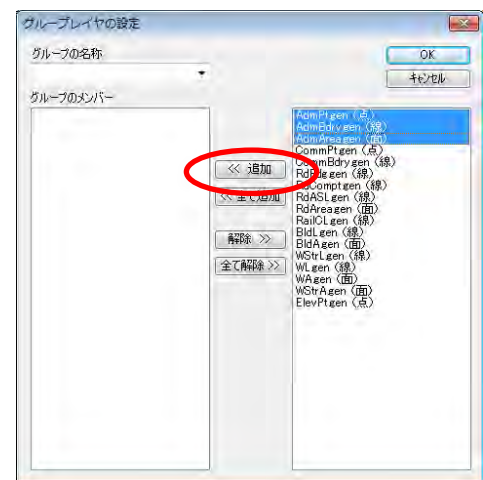 グループレイヤの設定
グループの名称
OK
キャンセル
グループのメンバー
AdmPtgen (点)
AdmBdrygen (線)
AdmAreagen (面)
CommPtgen (点)
CommBdrygen (線)
RdEdggen (線)
RdComptgen (線)
RdASLgen (線)
RdAreagen (面)
RailCLgen (線)
BldLgen (線)
BldAgen (面)
WStrLgen (線)
WLgen (線)
WAgen (面)
WStrAgen (面)
ElevPtgen (点)
<< 追加
<< 全て追加
解除 >>
全て解除 >>